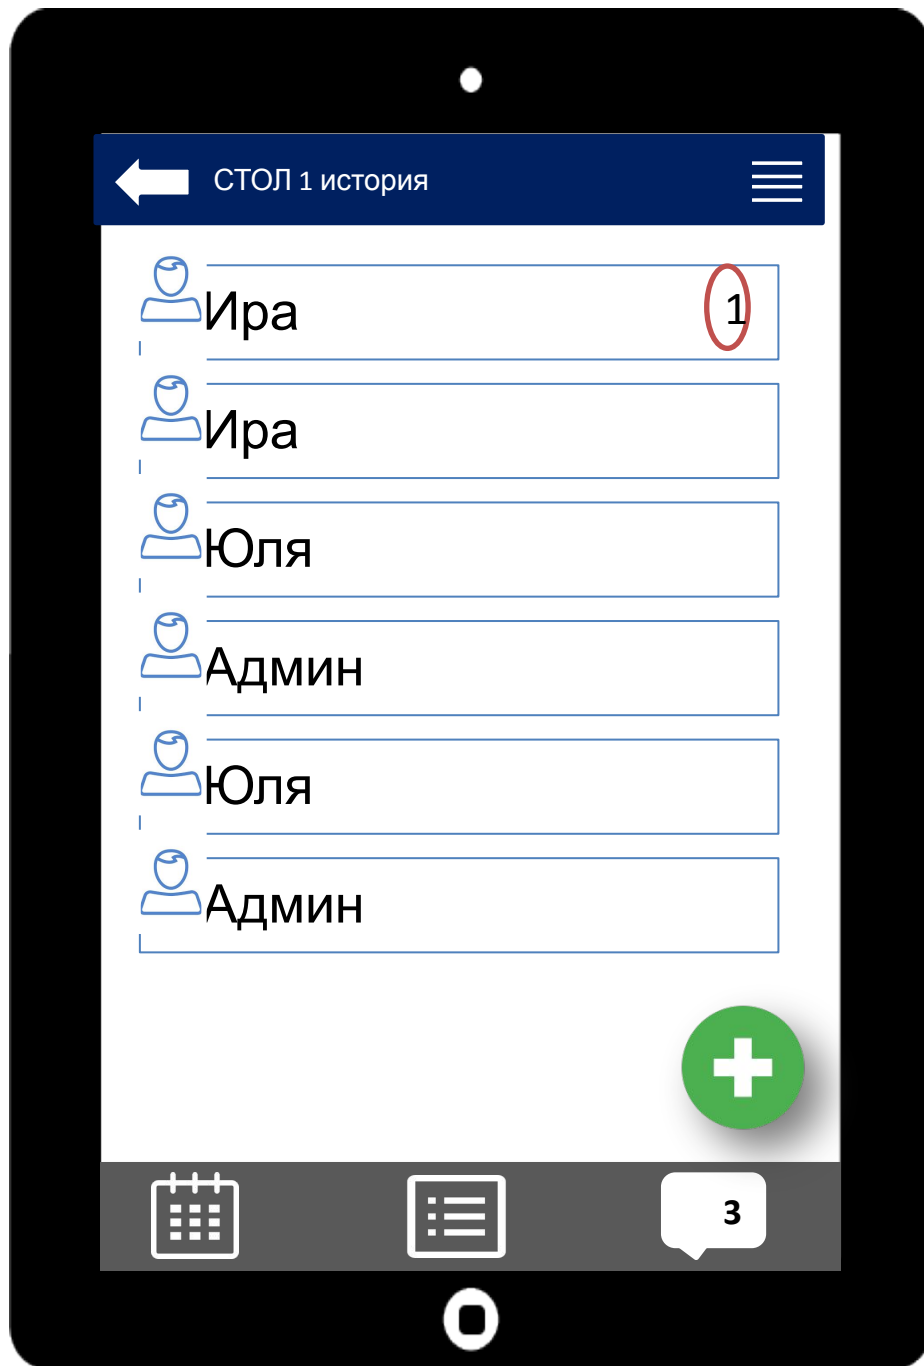 СТОЛ 1 история
Ира 1
Ира
Юля
Админ
Юля
Админ
3